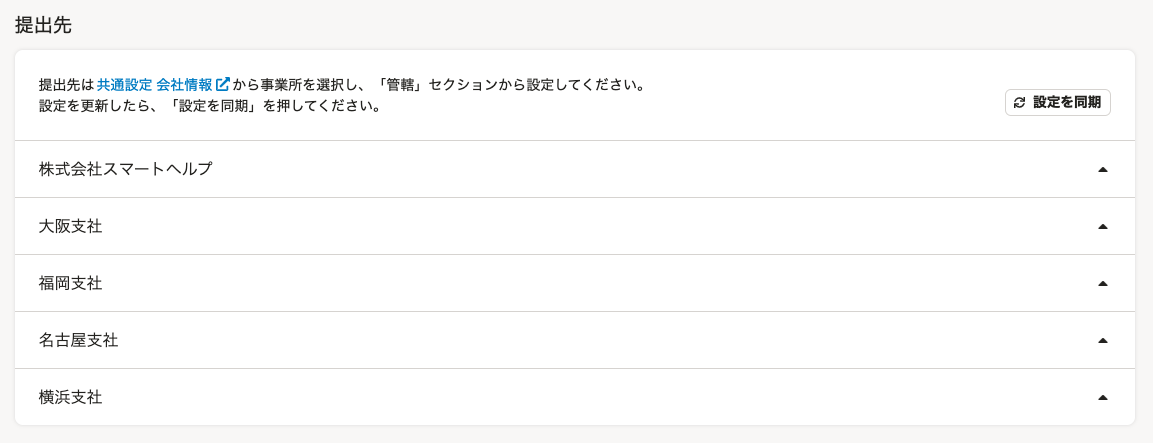 提出先
提出先は 共通設定 会社情報 から事業所を選択し、「管轄」セクションから設定してください。
設定を更新したら、「設定を同期」を押してください。
設定を同期
株式会社スマートヘルプ
大阪支社
福岡支社
名古屋支社
横浜支社